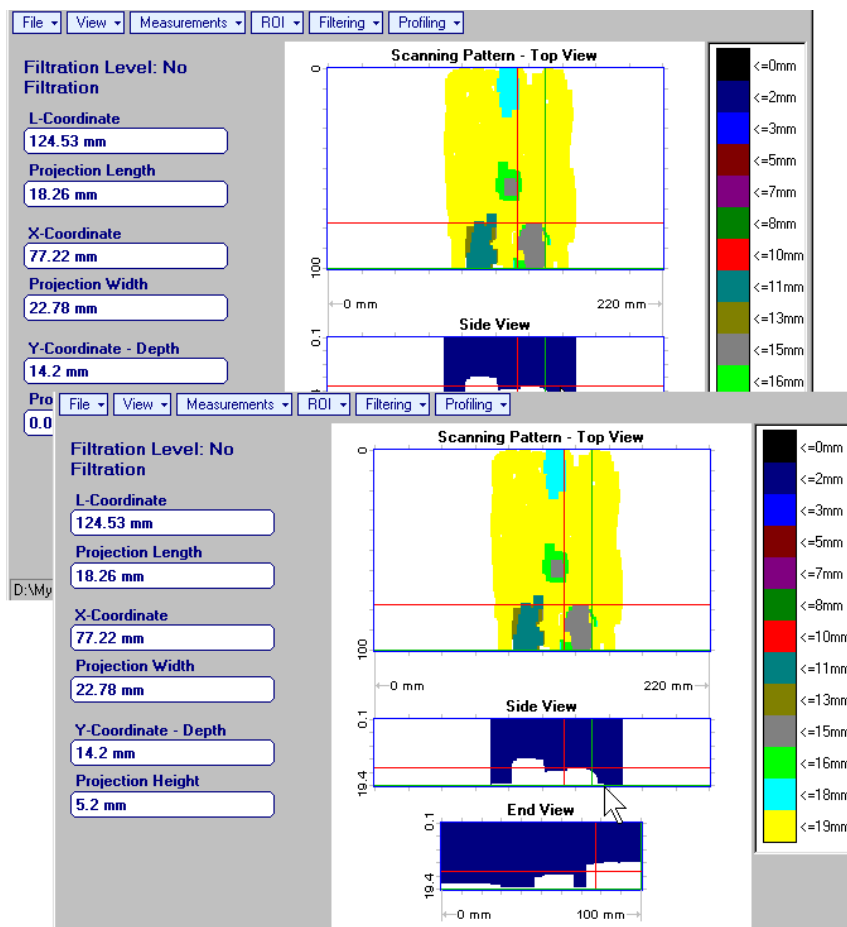 File View Measurements ROI Filtering Profiling
Filtration Level: No
Filtration
L-Coordinate
124.53 mm
Projection Length
18.26 mm
X-Coordinate
77.22 mm
Projection Width
22.78 mm
Y-Coordinate - Depth
14.2 mm
Pro
0.0
D:\My
Scanning Pattern - Top View
0
100
0 mm
220 mm
Side View
0.1
<=0mm
<=2mm
<=3mm
<=5mm
<=7mm
<=8mm
<=10mm
<=11mm
<=13mm
<=15mm
<=16mm
File View Measurements ROI Filtering Profiling
Filtration Level: No
Filtration
L-Coordinate
124.53 mm
Projection Length
18.26 mm
X-Coordinate
77.22 mm
Projection Width
22.78 mm
Y-Coordinate - Depth
14.2 mm
Projection Height
5.2 mm
Scanning Pattern - Top View
0
100
0 mm
220 mm
Side View
0.1
19.4
End View
0.1
19.4
0 mm
100 mm
<=0mm
<=2mm
<=3mm
<=5mm
<=7mm
<=8mm
<=10mm
<=11mm
<=13mm
<=15mm
<=16mm
<=18mm
<=19mm